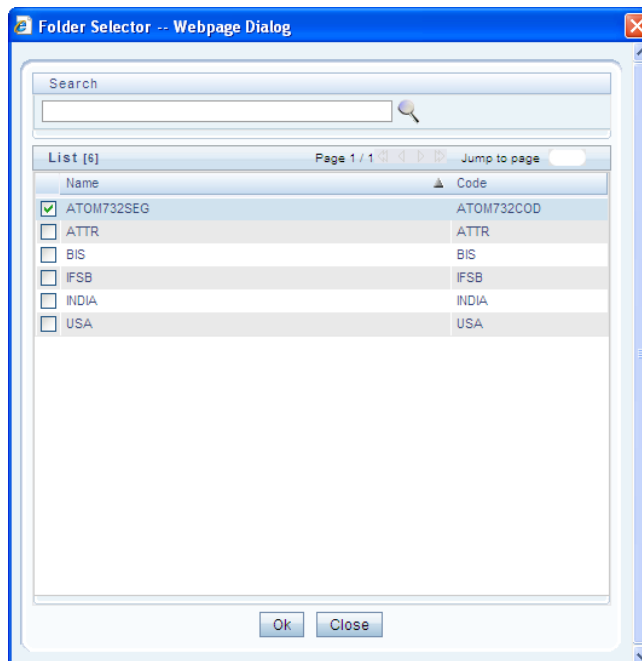 Folder Selector -- Webpage Dialog
Search
List [6] Page 1 / 1 Jump to page
Name Code
ATOM732SEG ATOM732COD
ATTR ATTR
BIS BIS
IFSB IFSB
INDIA INDIA
USA USA
Ok Close